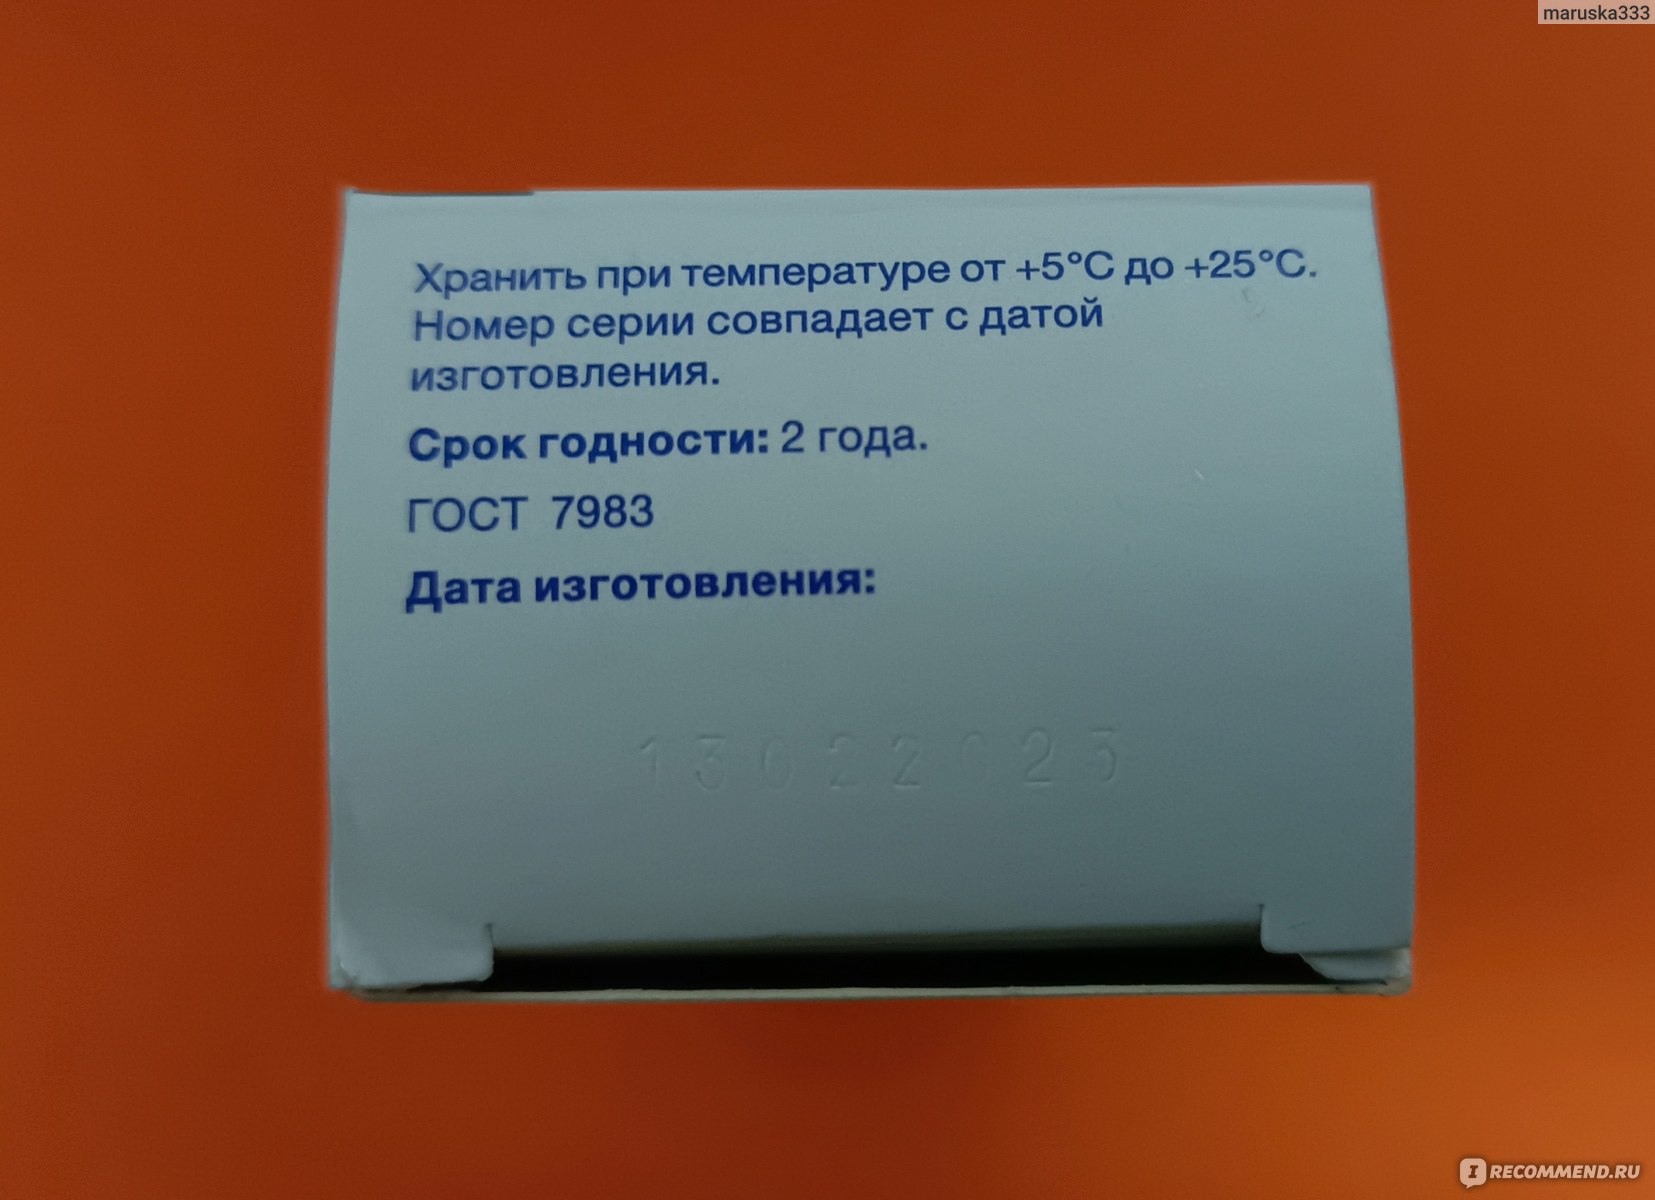 maruska333
Хранить при температуре от +5°C до +25°C.
Номер серии совпадает с датой
изготовления.
Срок годности: 2 года.
ГОСТ 7983
Дата изготовления:
13022023
IRECOMMEND.RU